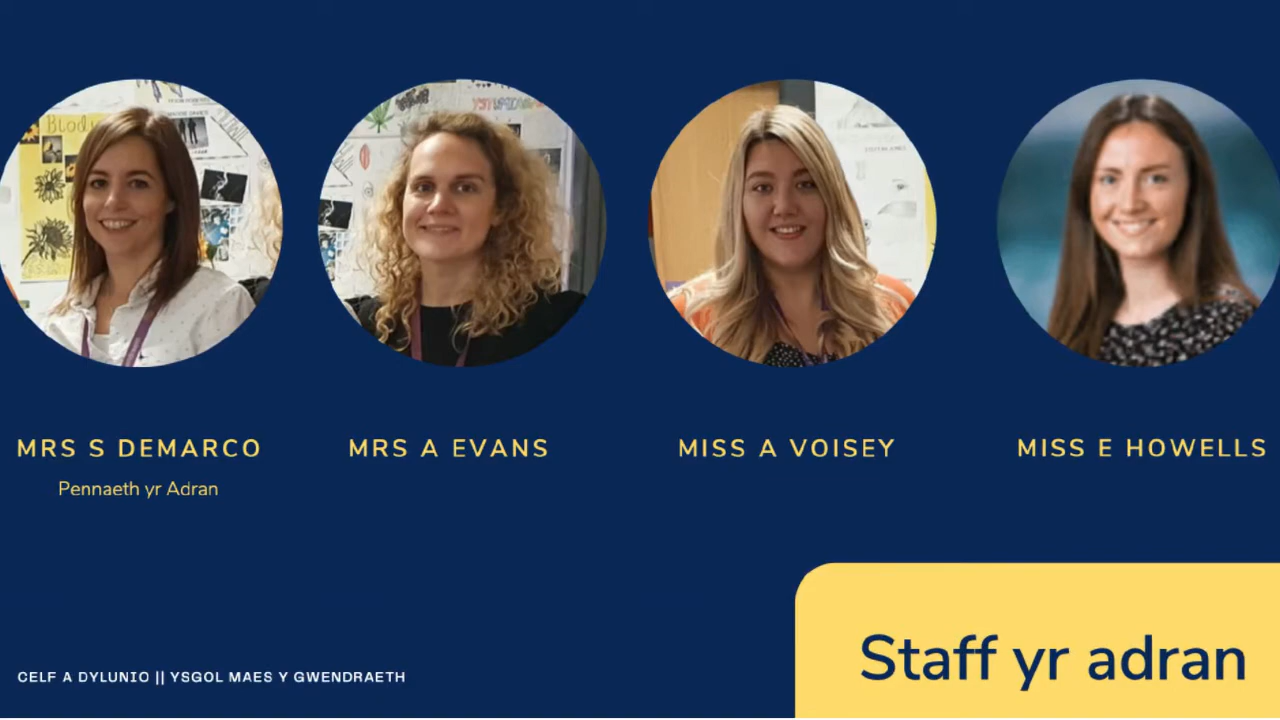 MRS S DEMARCO
Pennaeth yr Adran
MRS A EVANS
MISS A VOISEY
MISS E HOWELLS
Staff yr adran
CELF A DYLUNIO || YSGOL MAES Y GWENDRAETH